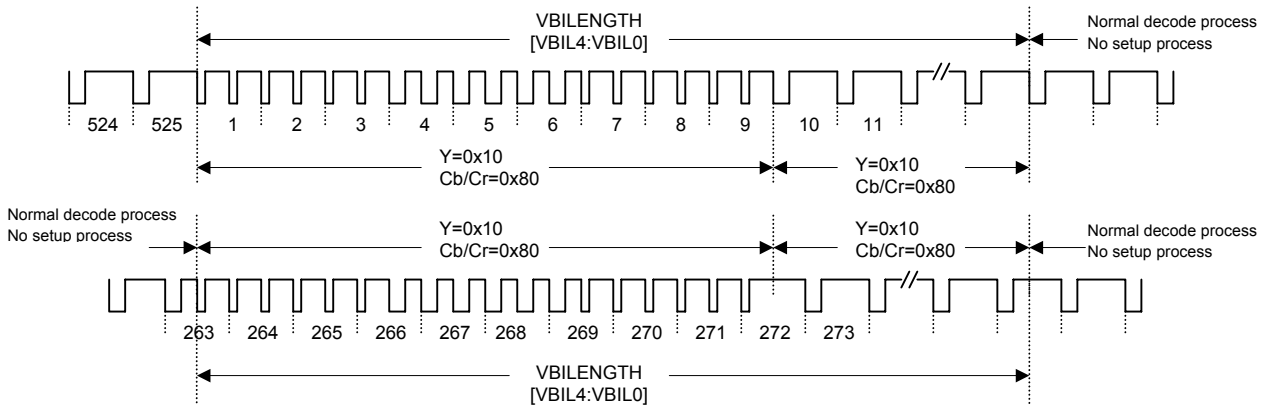 VBILENGTH
[VBIL4:VBIL0]
Normal decode process
No setup process
524 525 1 2 3 4 5 6 7 8 9 10 11
Y=0x10
Cb/Cr=0x80
Y=0x10
Cb/Cr=0x80
Normal decode process
No setup process
Y=0x10
Cb/Cr=0x80
Y=0x10
Cb/Cr=0x80
Normal decode process
No setup process
263 264 265 266 267 268 269 270 271 272 273
VBILENGTH
[VBIL4:VBIL0]